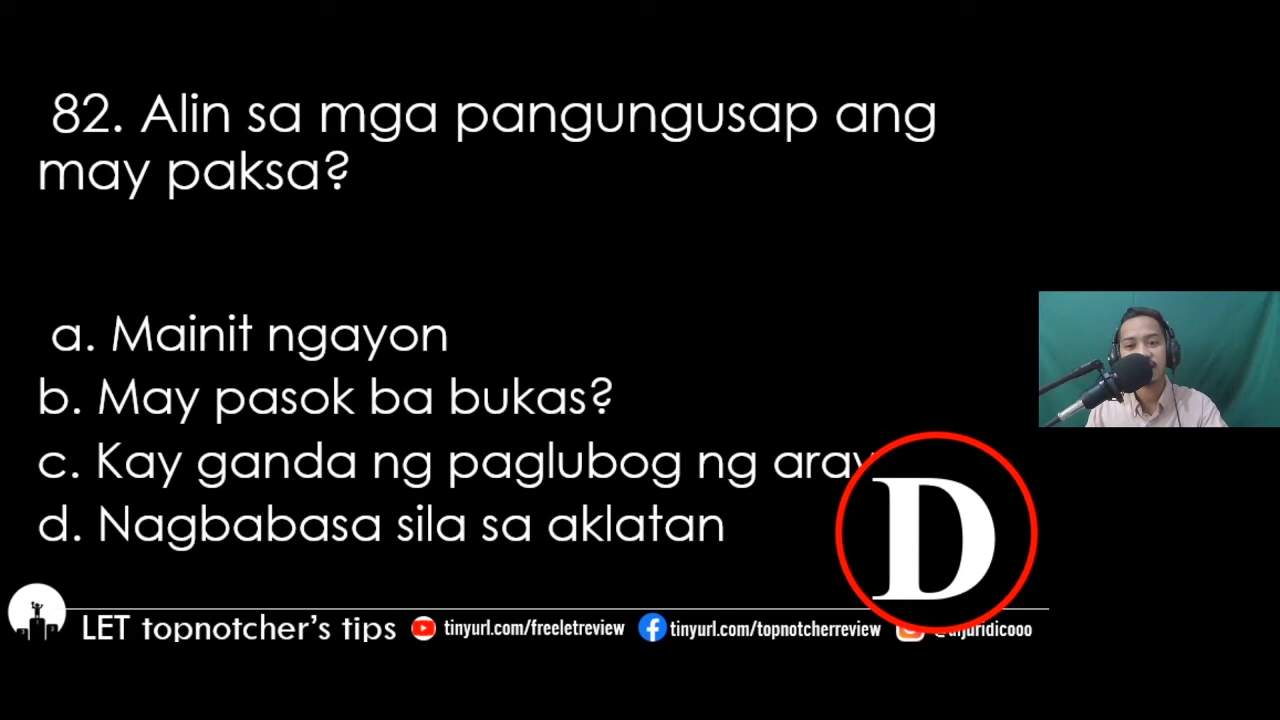 82. Alin sa mga pangungusap ang
may paksa?
a. Mainit ngayon
b. May pasok ba bukas?
c. Kay ganda ng paglubog ng
d. Nagbabasa sila sa aklatan
D
LET topnotcher's tips tinyurl.com/freeletreview tinyurl.com/topnotcherreview